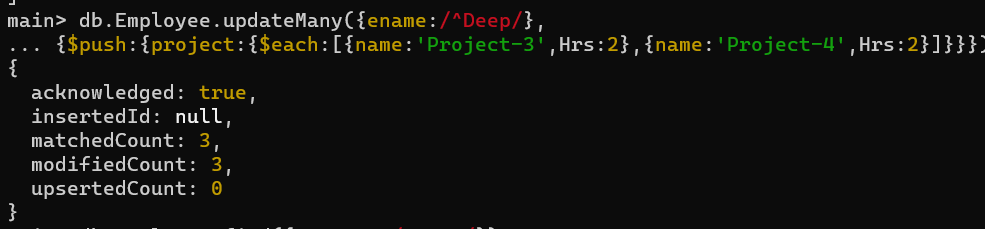 main> db.Employee.updateMany({ename:/^Deep/},
... {$push:{project:{$each:[{name:'Project-3',Hrs:2},{name:'Project-4',Hrs:2}]}}})
{
  acknowledged: true,
  insertedId: null,
  matchedCount: 3,
  modifiedCount: 3,
  upsertedCount: 0
}